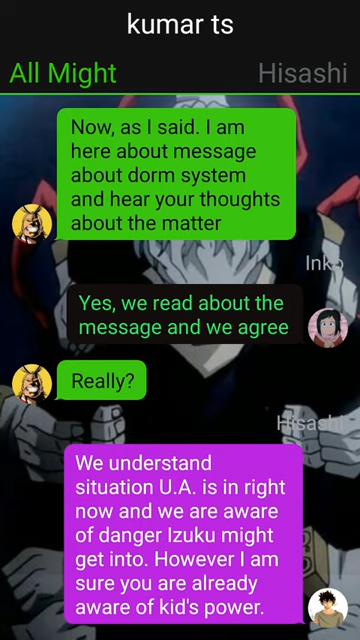 kumar ts
All Might
Hisashi
Now, as I said. I am
here about message
about dorm system
and hear your thoughts
about the matter
Inko
Yes, we read about the
message and we agree
Really?
Hisashi
We understand
situation U.A. is in right
now and we are aware
of danger Izuku might
get into. However I am
sure you are already
aware of kid's power.